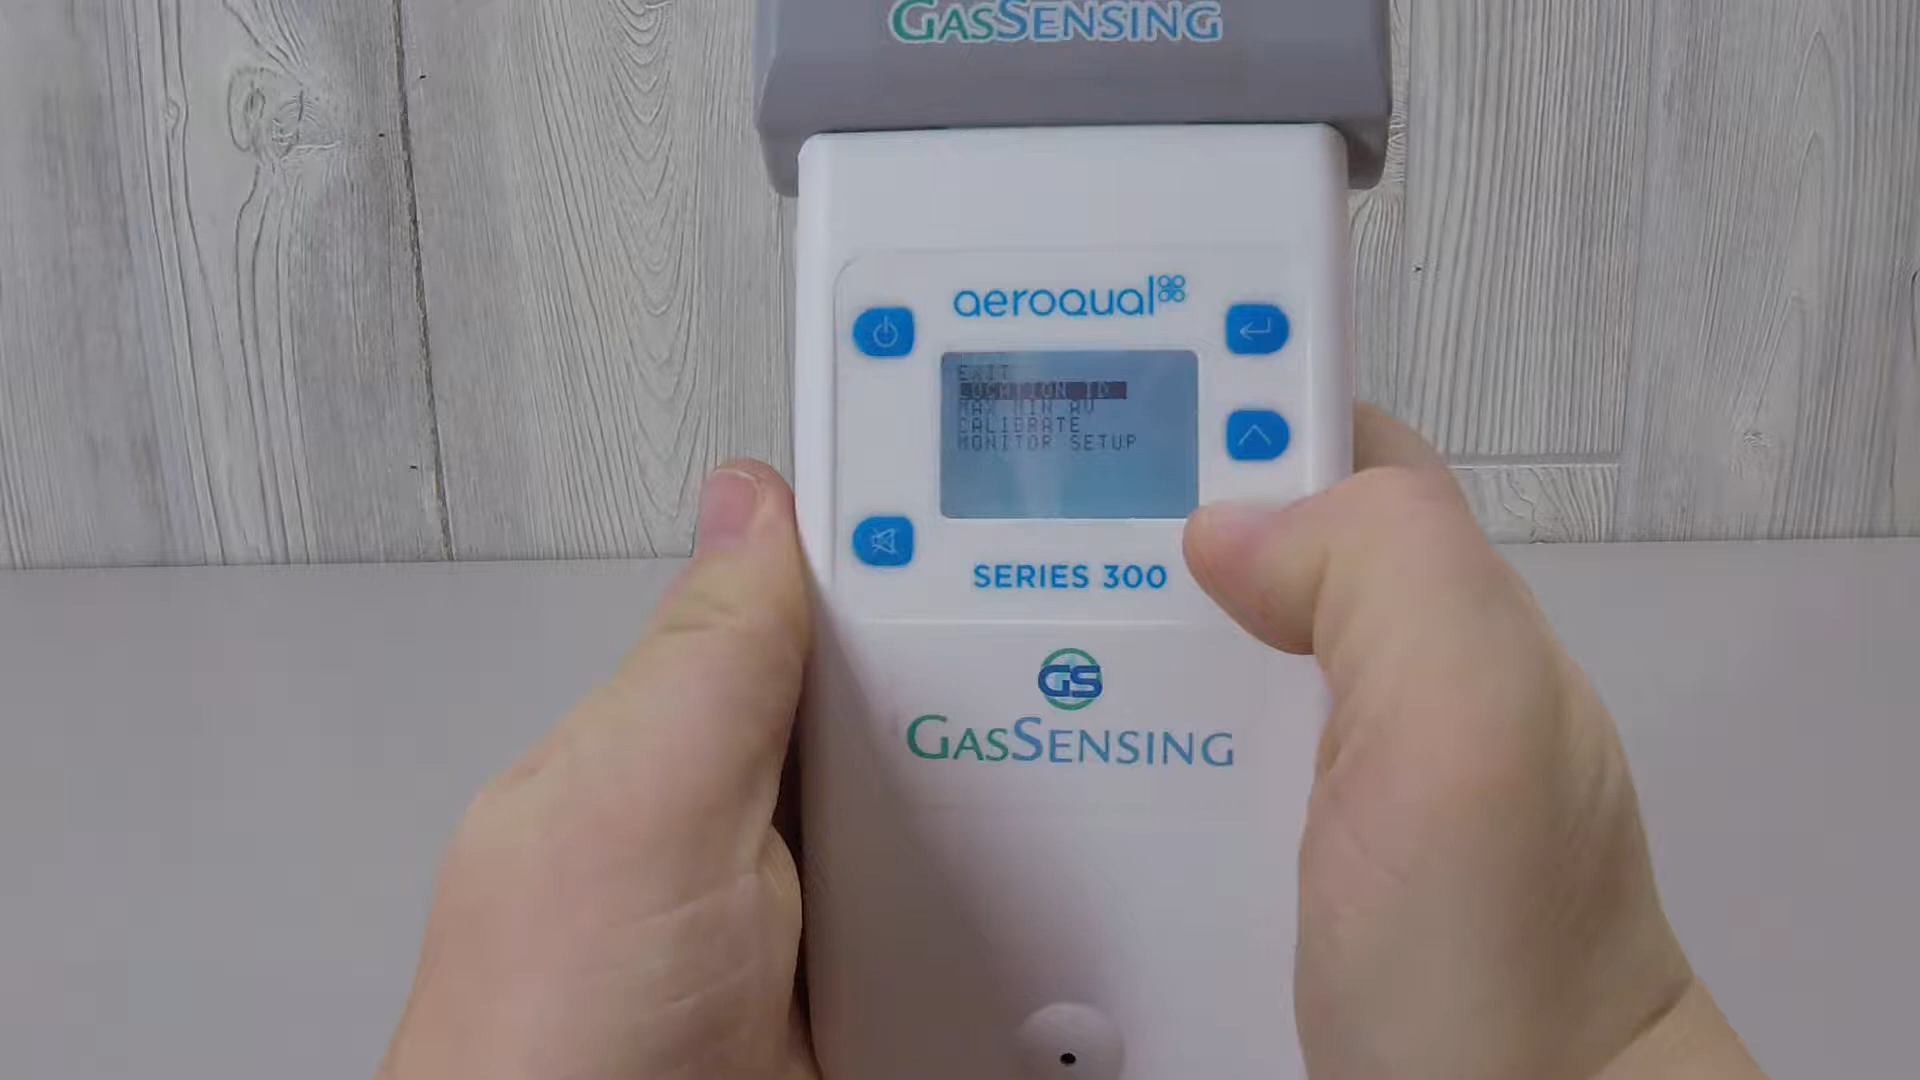 GASSENSING
aeroqual
EXIT
LOCATION ID
MAX MIN AV
CALIBRATE
MONITOR SETUP
SERIES 300
GS
GASSENSING